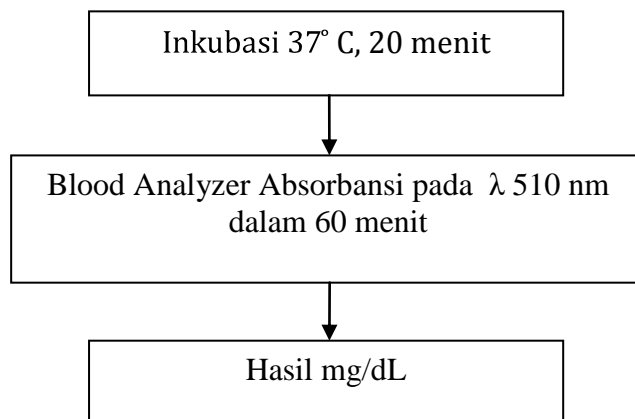 Inkubasi 37° C, 20 menit
Blood Analyzer Absorbansi pada λ 510 nm
dalam 60 menit
Hasil mg/dL